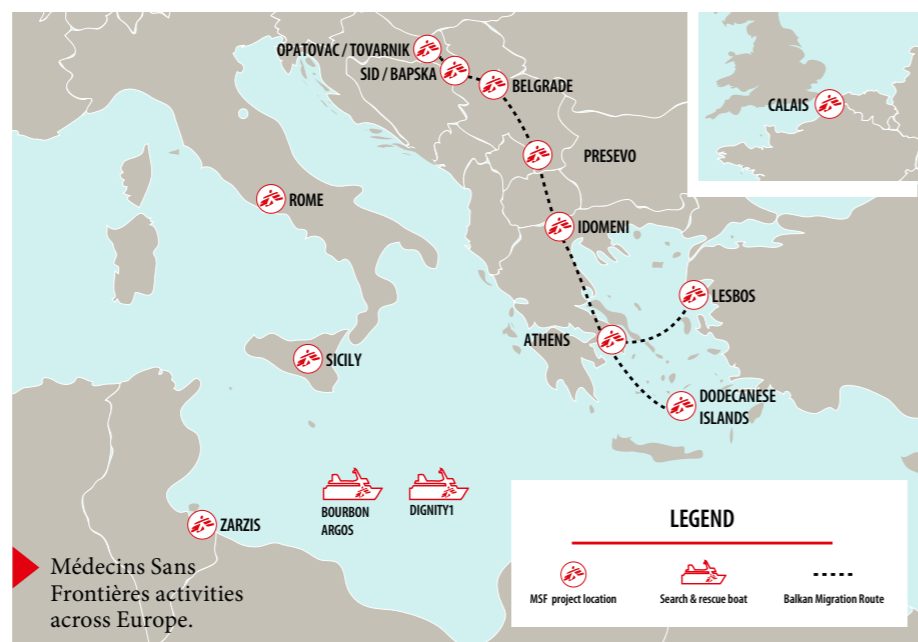 OPATOVAC / TOVARNIK
SID / BAPSKA
BELGRADE
CALAIS
PRESEVO
ROME
IDOMENI
LESBOS
ATHENS
SICILY
DODECANESE
ISLANDS
BOURBON
ARGOS
DIGNITY1
ZARZIS
Médecins Sans
Frontières activities
across Europe.
LEGEND
MSF project location
Search & rescue boat
Balkan Migration Route